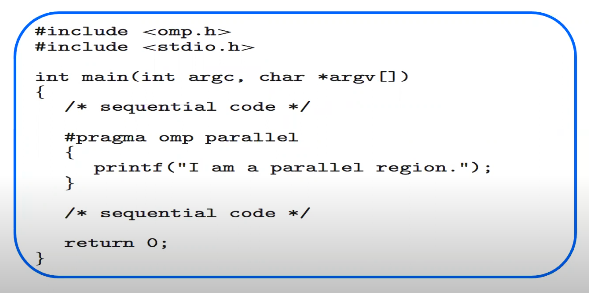 #include <omp.h>
#include <stdio.h>
int main(int argc, char *argv[])
{
/* sequential code */
#pragma omp parallel
{
printf("I am a parallel region.");
}
/* sequential code */
return 0;
}